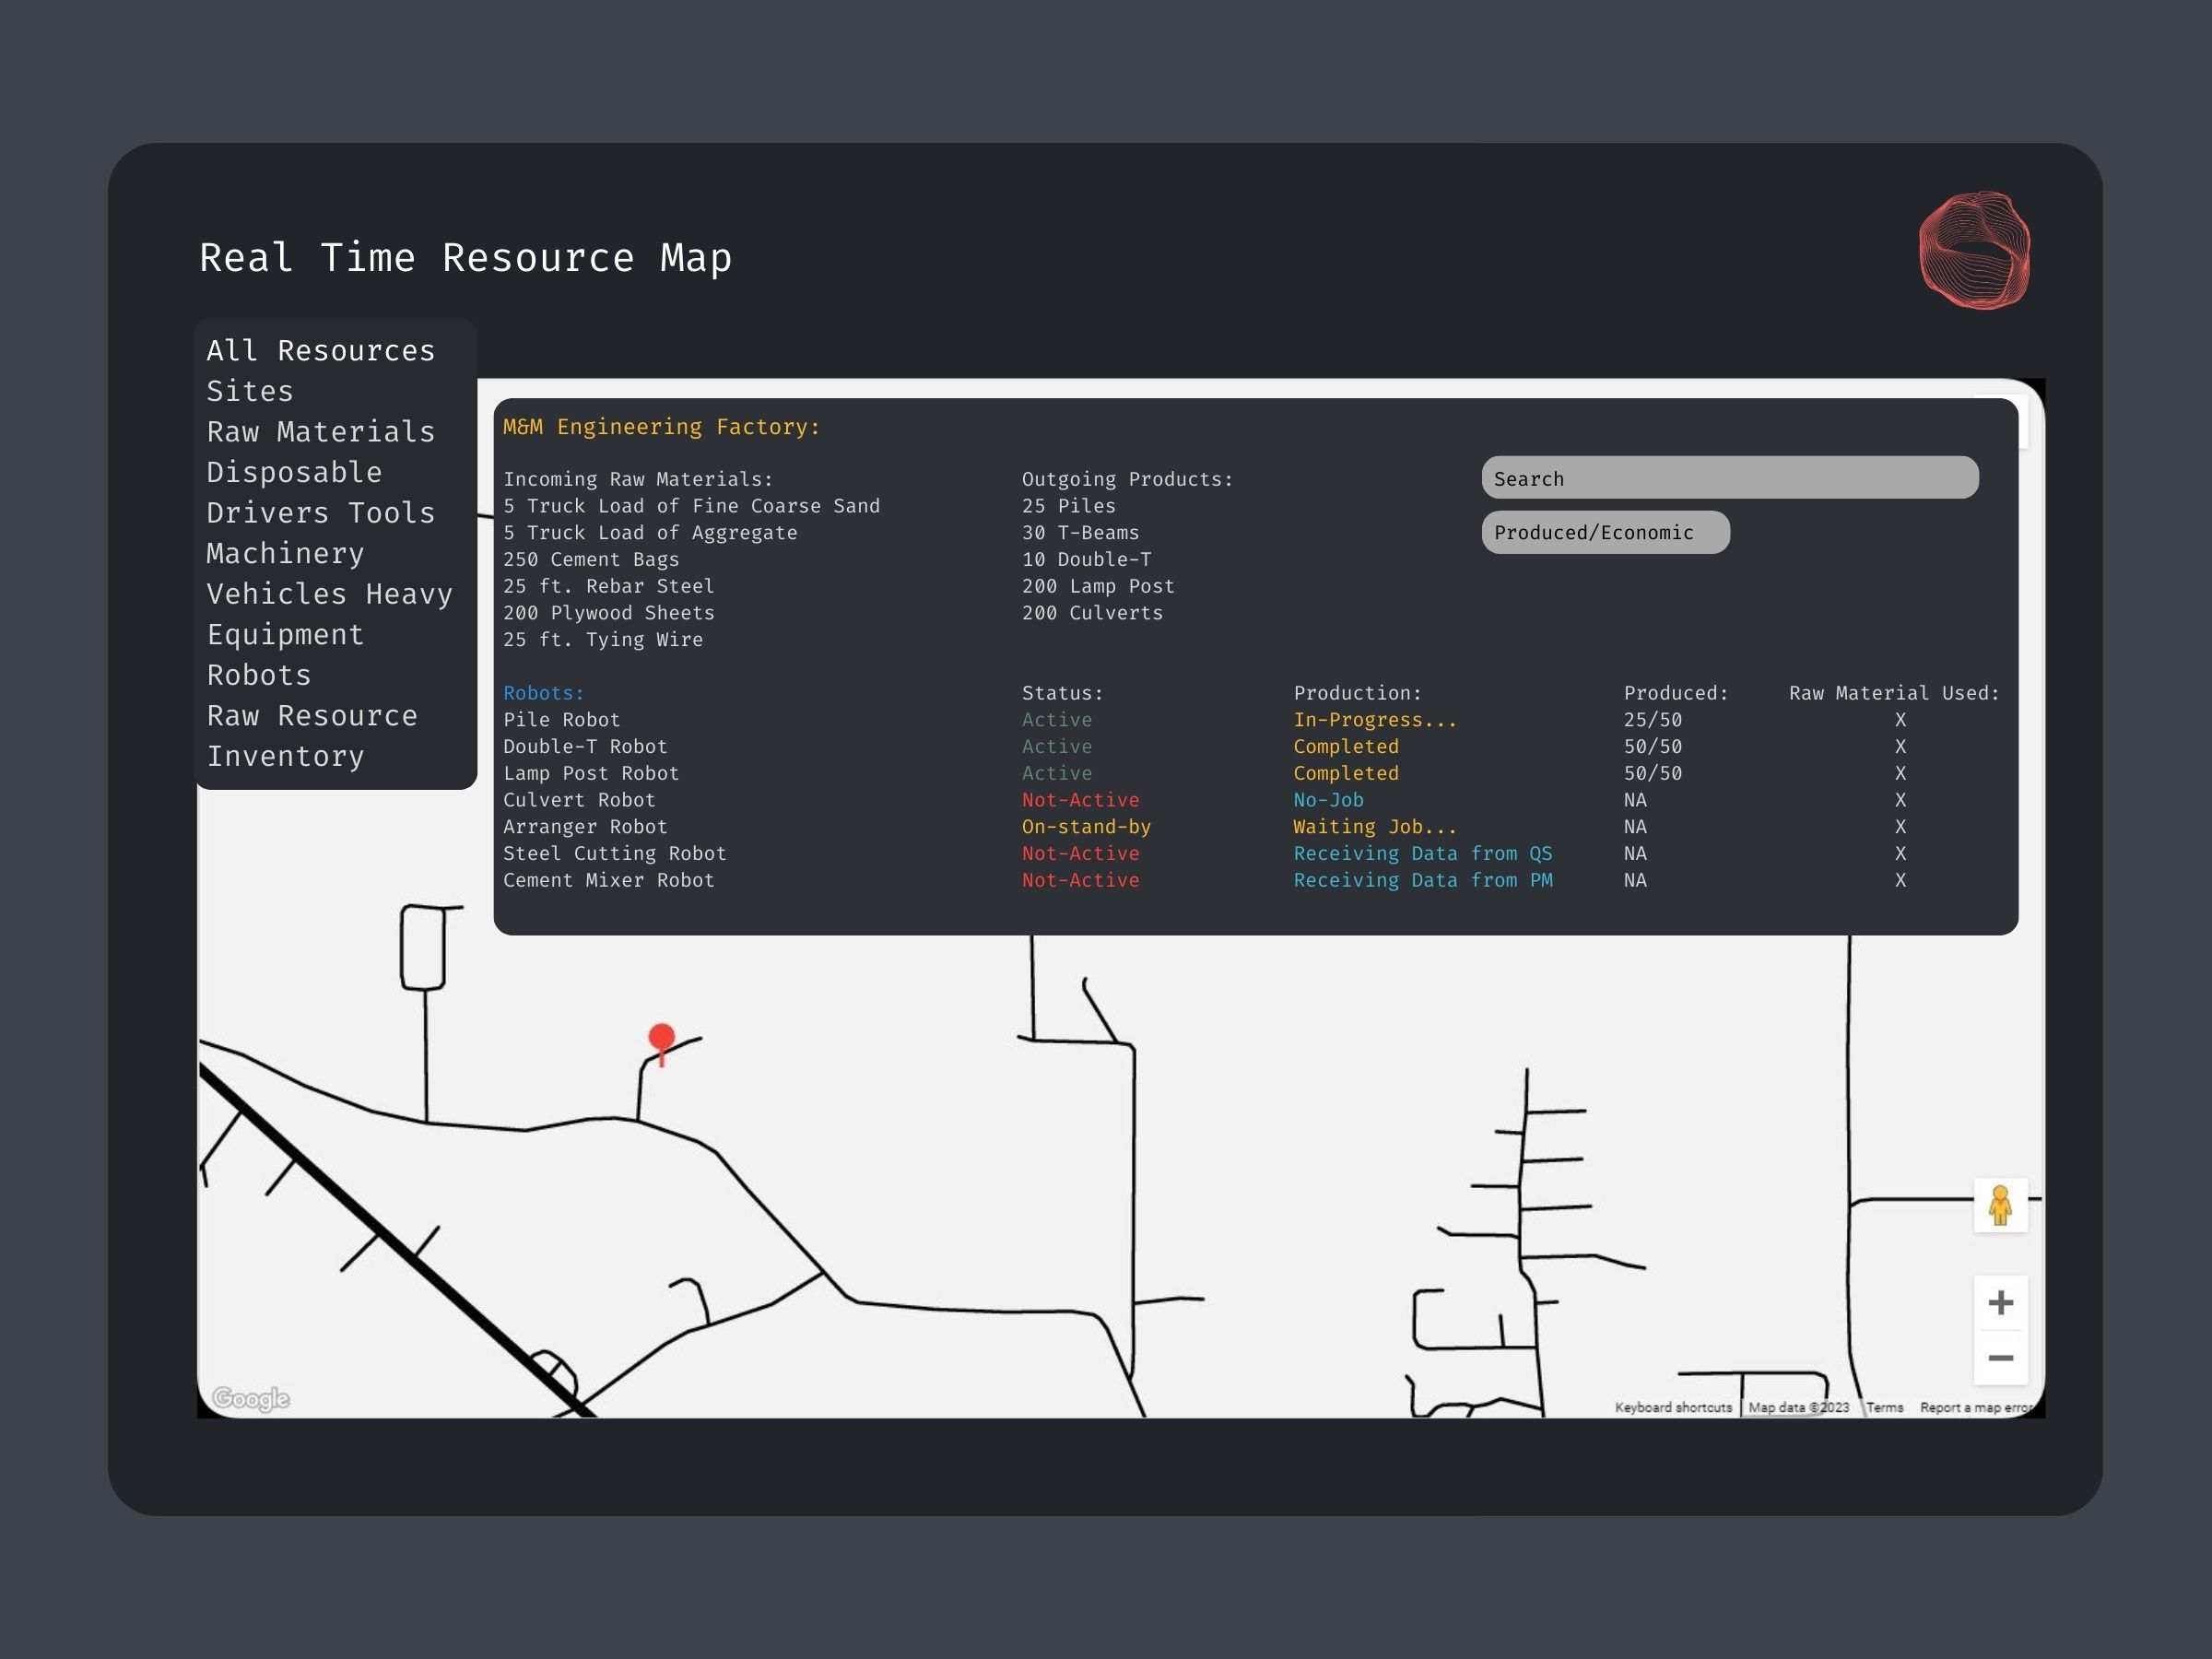 Real Time Resource Map
All Resources
Sites
Raw Materials
Disposable
Drivers Tools
Machinery
Vehicles Heavy
Equipment
Robots
Raw Resource
Inventory
M&M Engineering Factory:
Incoming Raw Materials:
5 Truck Load of Fine Coarse Sand
5 Truck Load of Aggregate
250 Cement Bags
25 ft. Rebar Steel
200 Plywood Sheets
25 ft. Tying Wire
Outgoing Products:
25 Piles
30 T-Beams
10 Double-T
200 Lamp Post
200 Culverts
Search
Produced/Economic
Robots: Status: Production: Produced: Raw Material Used:
Pile Robot Active In-Progress... 25/50 X
Double-T Robot Active Completed 50/50 X
Lamp Post Robot Active Completed 50/50 X
Culvert Robot Not-Active No-Job NA X
Arranger Robot On-stand-by Waiting Job... NA X
Steel Cutting Robot Not-Active Receiving Data from QS NA X
Cement Mixer Robot Not-Active Receiving Data from PM NA X
Google
Keyboard shortcuts Map data ©2023 Terms Report a map error